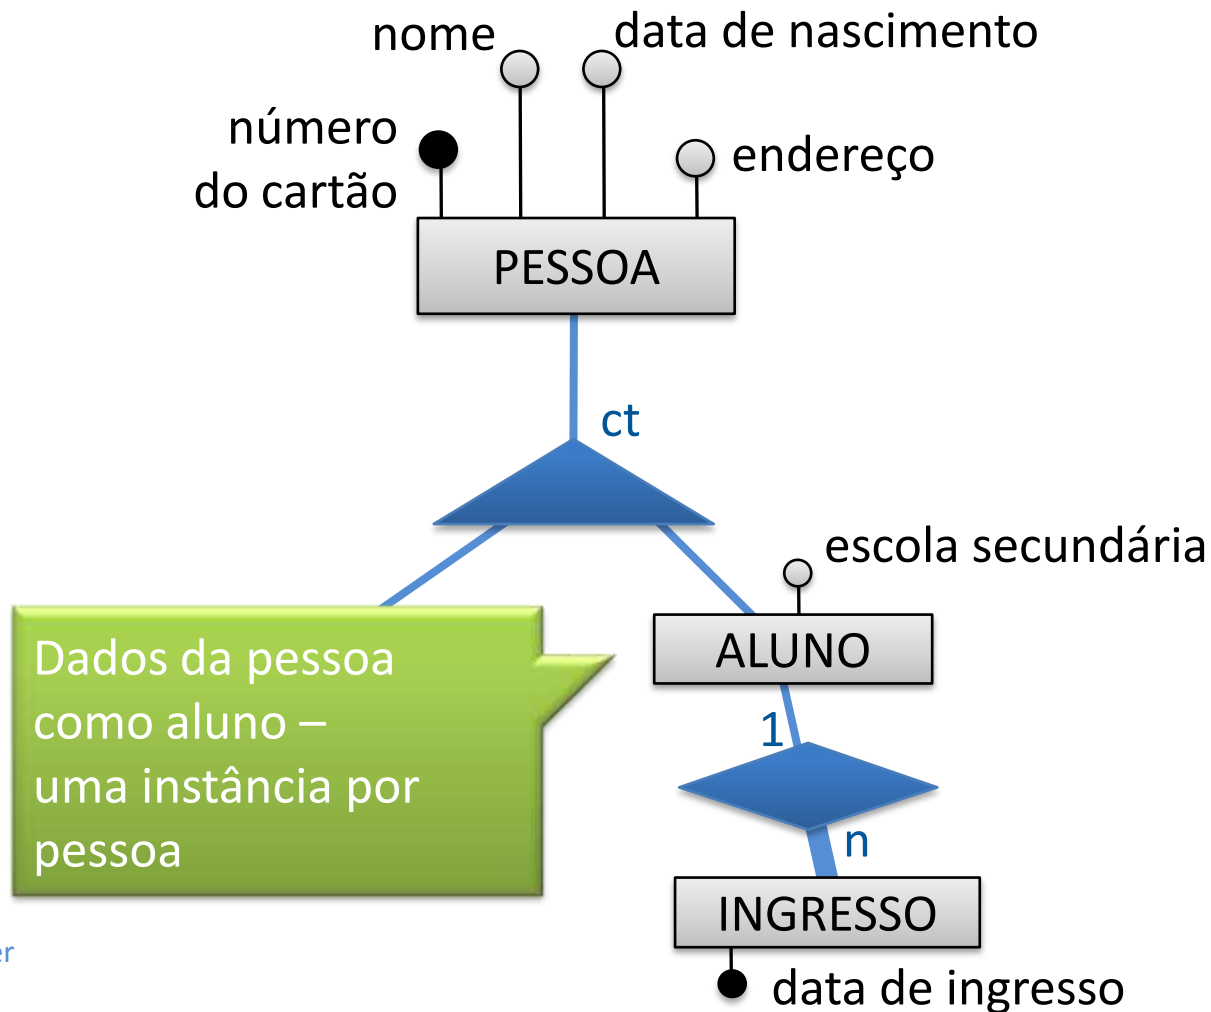 nome
data de nascimento
número
do cartão
endereço
PESSOA
ct
escola secundária
ALUNO
Dados da pessoa
como aluno –
uma instância por
pessoa
1
n
INGRESSO
er
data de ingresso